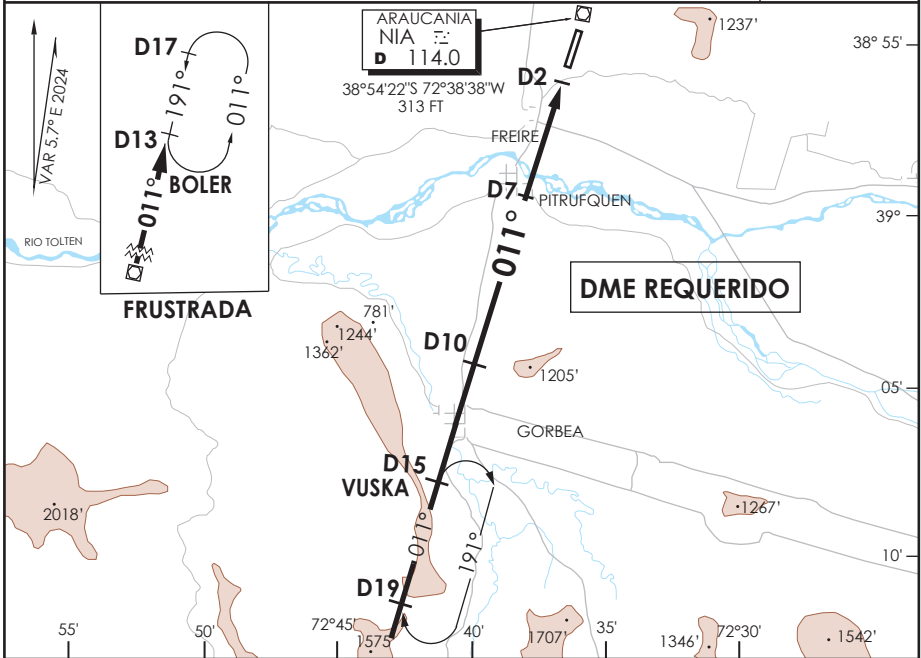 VAR 5.7° E 2024
D17
191°
011°
D13
BOLER
011°
FRUSTRADA
ARAUCANIA
NIA
D 114.0
38°54'22"S 72°38'38"W
313 FT
1237'
38° 55'
D2
FREIRE
D7
PITRUFQUEN
39°
RIO TOLTEN
011°
DME REQUERIDO
781'
1244'
1362'
D10
1205'
05'
GORBEA
D15
VUSKA
2018'
1267'
011°
191°
10'
D19
55'
50'
72°45'
1575'
40'
1707'
35'
1346'
72°30'
1542'